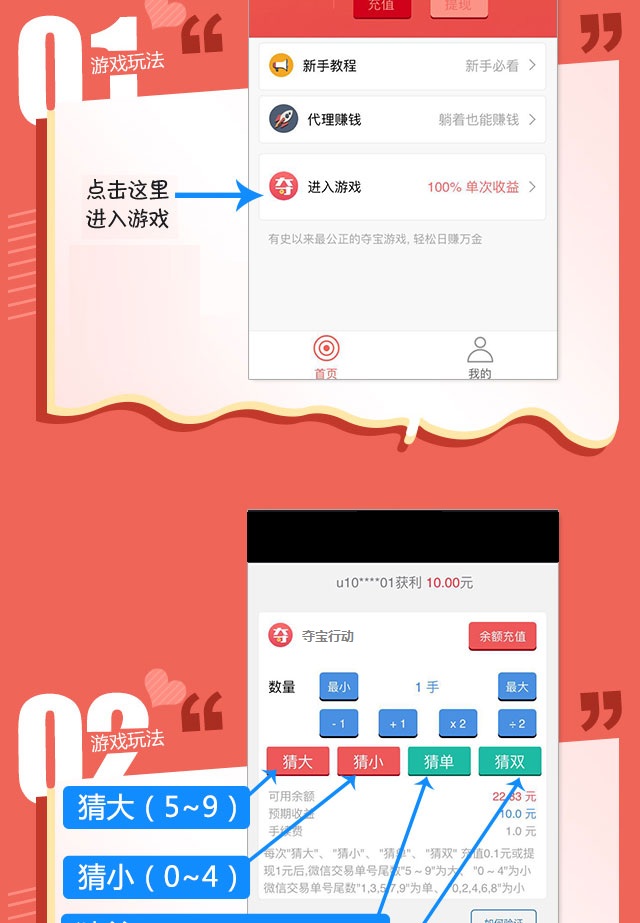 充值
提现
01
游戏玩法
新手教程
新手必看
代理赚钱
躺着也能赚钱
点击这里
进入游戏
夺
进入游戏
100% 单次收益
有史以来最公正的夺宝游戏, 轻松日赚万金
首页
我的
u10****01获利 10.00元
夺
夺宝行动
余额充值
数量
最小
1 手
最大
- 1
+ 1
x 2
÷ 2
02
游戏玩法
猜大
猜小
猜单
猜双
猜大（5~9）
可用余额
22.33 元
预期收益
10.0 元
手续费
1.0 元
每次"猜大"、 "猜小"、 "猜单"、 "猜双" 充值0.1元或提
现1元后,微信交易单号尾数"5 ~ 9"为大、 "0 ~ 4"为小
微信交易单号尾数"1,3,5,7,9"为单、 "0,2,4,6,8"为小
猜小（0~4）
如何验证